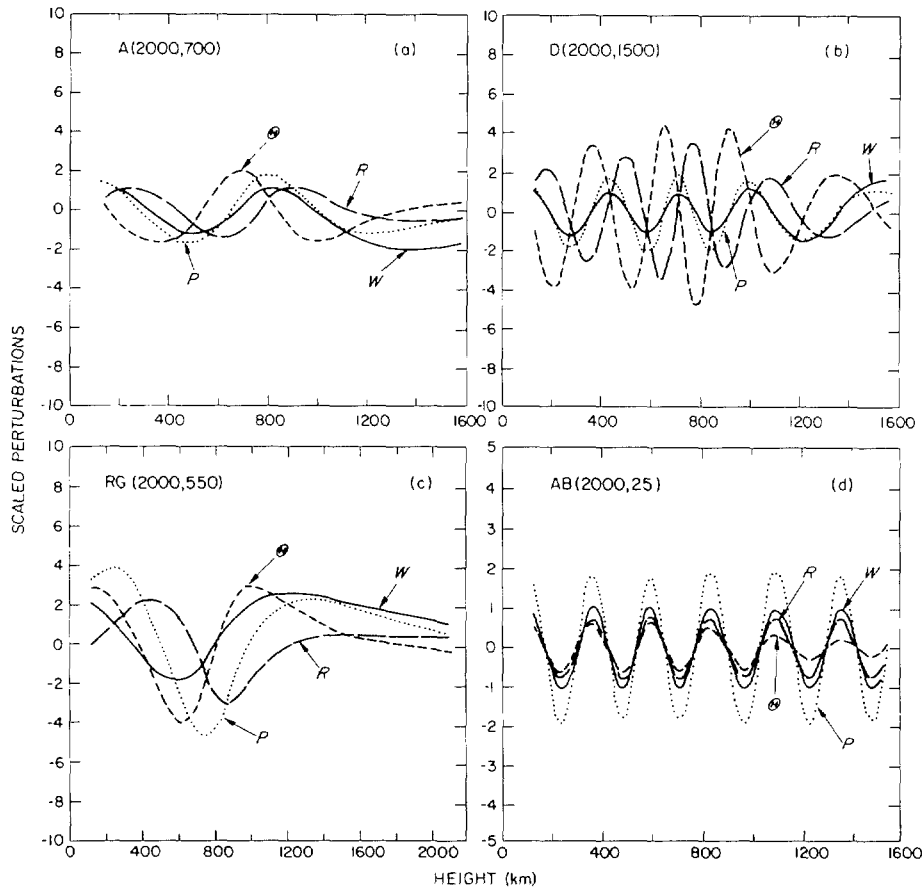 SCALED PERTURBATIONS
A(2000,700) (a)
10
8
6
4
2
0
-2
-4
-6
-8
-10
Θ
R
P
W
0 400 800 1200 1600
D(2000,1500) (b)
10
8
6
4
2
0
-2
-4
-6
-8
-10
Θ
R
W
P
0 400 800 1200 1600
RG(2000,550) (c)
10
8
6
4
2
0
-2
-4
-6
-8
-10
Θ
W
R
P
0 400 800 1200 1600 2000
AB(2000,25) (d)
5
4
3
2
1
0
-1
-2
-3
-4
-5
R
W
Θ
P
0 400 800 1200 1600
HEIGHT (km)